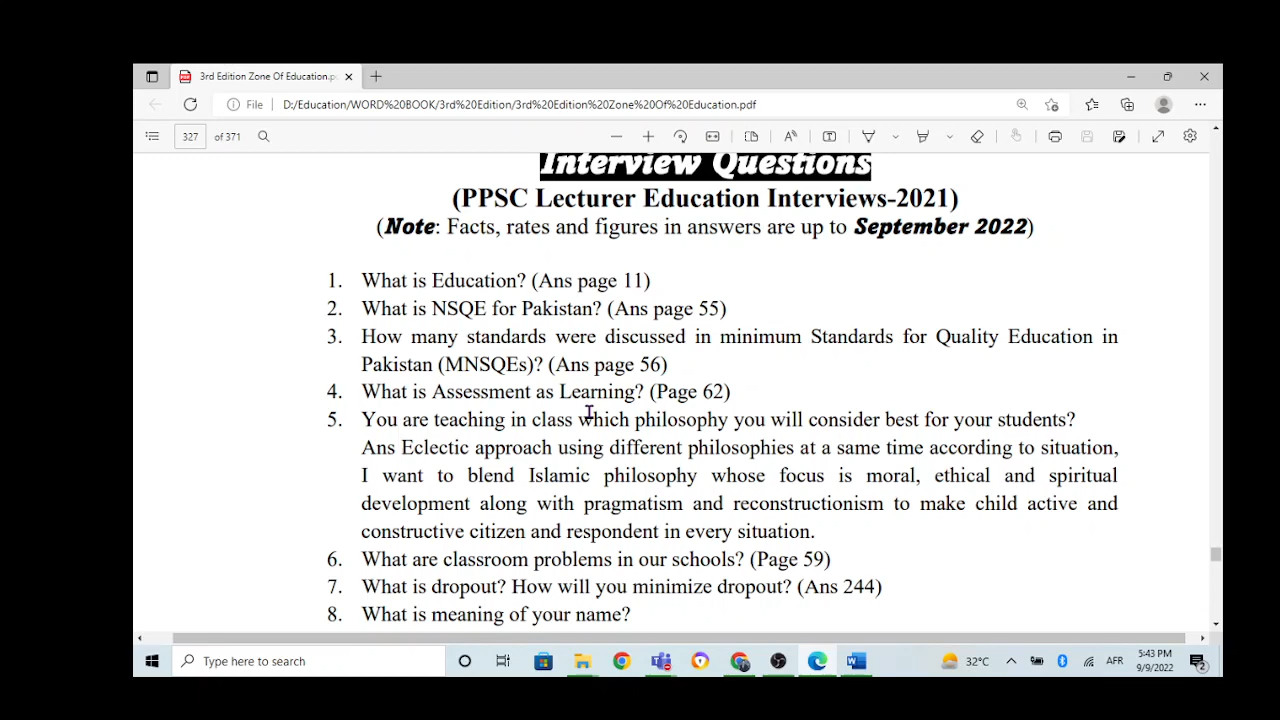 3rd Edition Zone Of Education.p
File
D:/Education/WORD%20BOOK/3rd%20Edition/3rd%20Edition%20Zone%20Of%20Education.pdf
327 of 371
Interview Questions
(PPSC Lecturer Education Interviews-2021)
(Note: Facts, rates and figures in answers are up to September 2022)
1. What is Education? (Ans page 11)
2. What is NSQE for Pakistan? (Ans page 55)
3. How many standards were discussed in minimum Standards for Quality Education in
Pakistan (MNSQEs)? (Ans page 56)
4. What is Assessment as Learning? (Page 62)
5. You are teaching in class which philosophy you will consider best for your students?
Ans Eclectic approach using different philosophies at a same time according to situation,
I want to blend Islamic philosophy whose focus is moral, ethical and spiritual
development along with pragmatism and reconstructionism to make child active and
constructive citizen and respondent in every situation.
6. What are classroom problems in our schools? (Page 59)
7. What is dropout? How will you minimize dropout? (Ans 244)
8. What is meaning of your name?
Type here to search
32°C
AFR
5:43 PM
9/9/2022
2